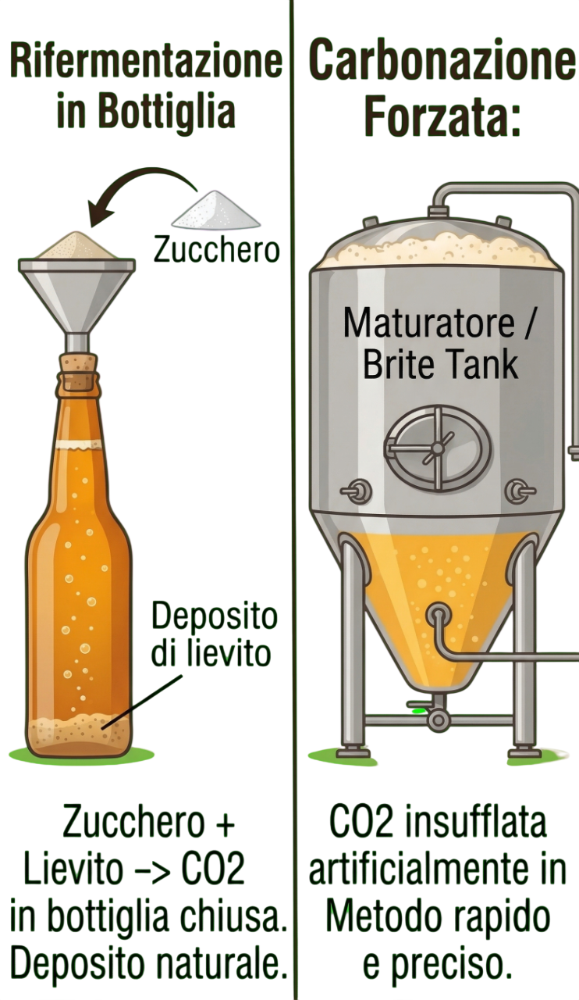 Rifermentazione
in Bottiglia
Zucchero
Deposito
di lievito
Zucchero +
Lievito –> CO2
in bottiglia chiusa.
Deposito naturale.
Carbonazione
Forzata:
Maturatore /
Brite Tank
CO2 insufflata
artificialmente in
Metodo rapido
e preciso.